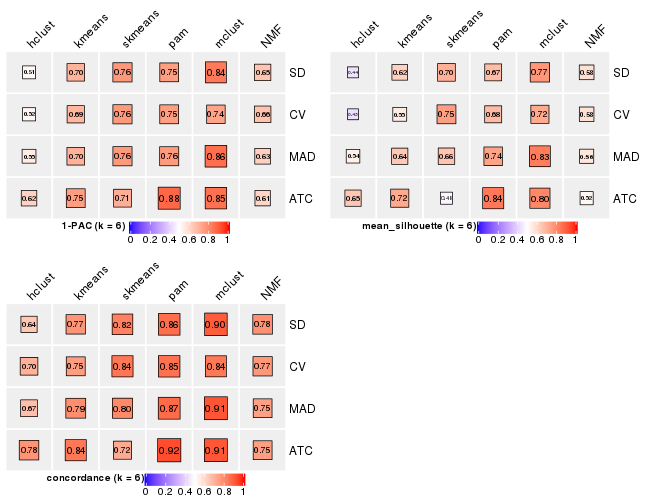 hclust kmeans skmeans pam mclust NMF
0.51 0.70 0.76 0.75 0.84 0.65 SD
0.52 0.69 0.76 0.75 0.74 0.66 CV
0.55 0.70 0.76 0.76 0.86 0.63 MAD
0.62 0.75 0.71 0.88 0.85 0.61 ATC
1-PAC (k = 6)
0 0.2 0.4 0.6 0.8 1
hclust kmeans skmeans pam mclust NMF
0.44 0.62 0.70 0.67 0.77 0.58 SD
0.43 0.55 0.75 0.68 0.72 0.58 CV
0.54 0.64 0.66 0.74 0.83 0.56 MAD
0.65 0.72 0.48 0.84 0.80 0.52 ATC
mean_silhouette (k = 6)
0 0.2 0.4 0.6 0.8 1
hclust kmeans skmeans pam mclust NMF
0.64 0.77 0.82 0.86 0.90 0.78 SD
0.70 0.75 0.84 0.85 0.84 0.77 CV
0.67 0.79 0.80 0.87 0.91 0.75 MAD
0.78 0.84 0.72 0.92 0.91 0.75 ATC
concordance (k = 6)
0 0.2 0.4 0.6 0.8 1